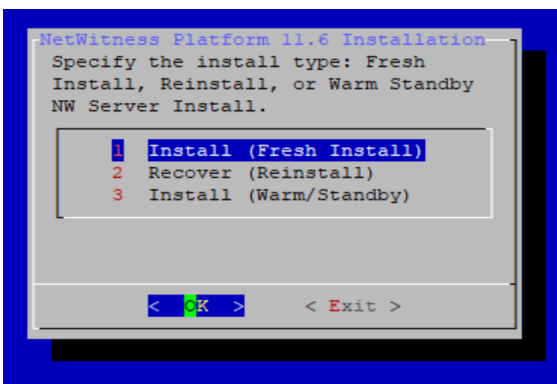 NetWitness Platform 11.6 Installation
Specify the install type: Fresh
Install, Reinstall, or Warm Standby
NW Server Install.
1 Install (Fresh Install)
2 Recover (Reinstall)
3 Install (Warm/Standby)
< OK > < Exit >